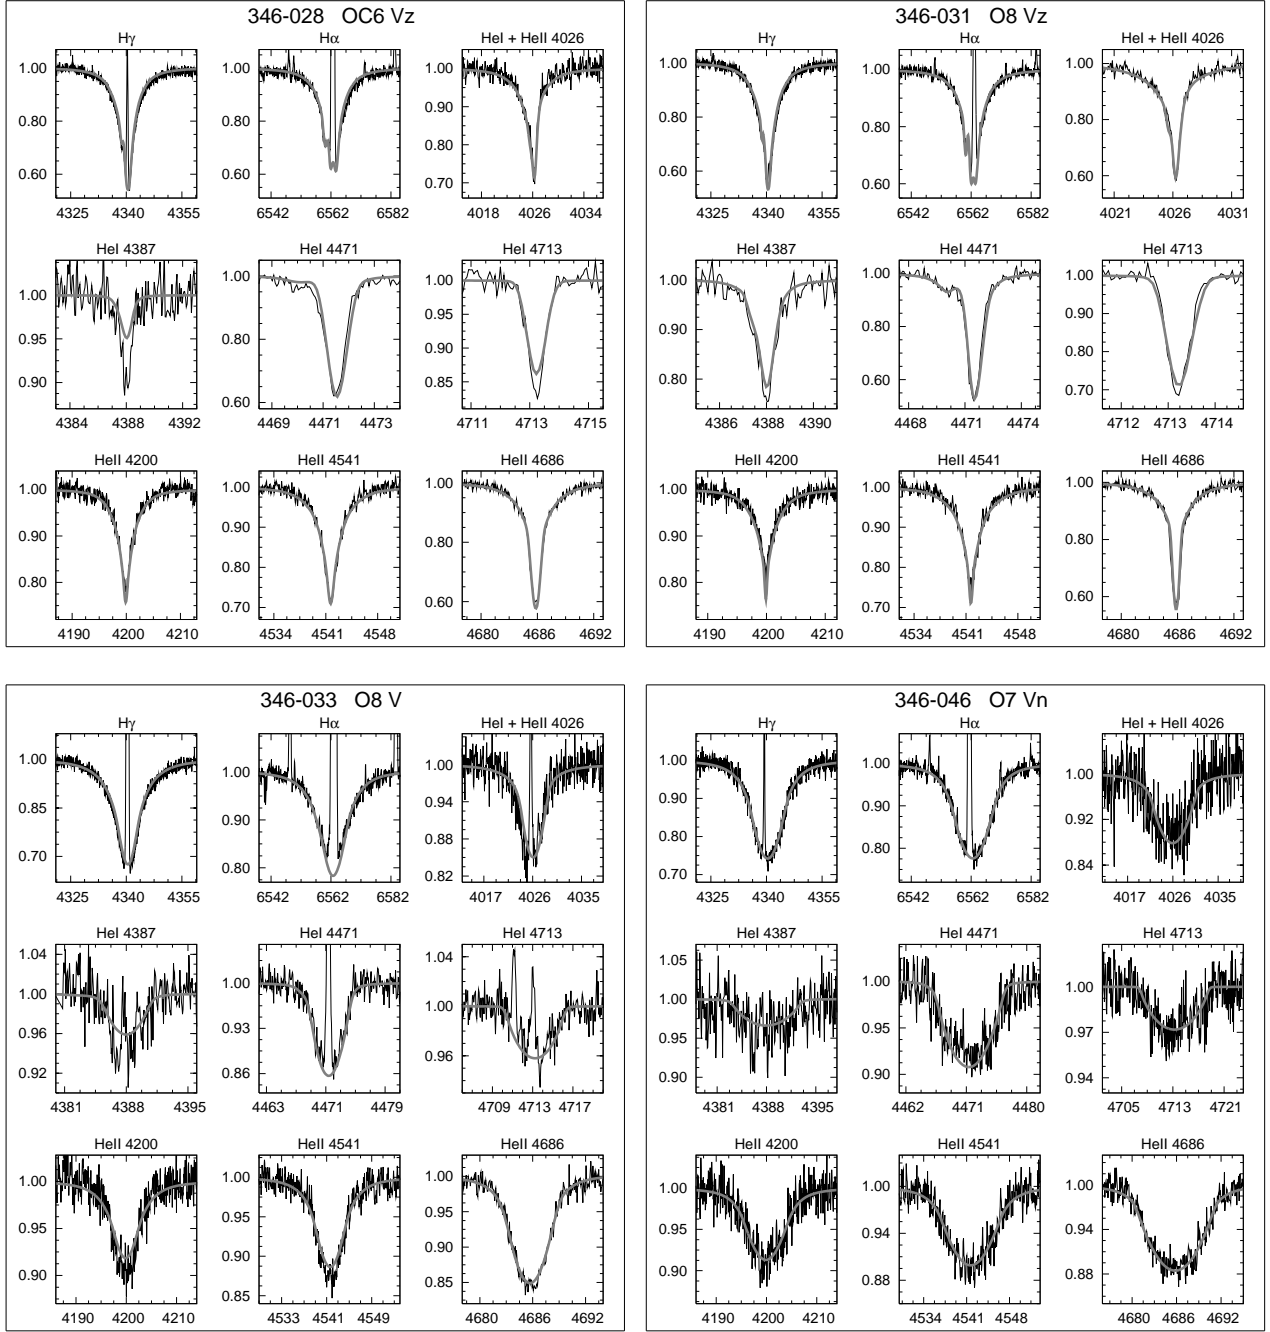 346-028 OC6 Vz
Hγ
Hα
HeI + HeII 4026
1.00
0.80
0.60
4325 4340 4355
1.00
0.80
0.60
6542 6562 6582
1.00
0.90
0.80
0.70
4018 4026 4034
HeI 4387
HeI 4471
HeI 4713
1.00
0.95
0.90
4384 4388 4392
1.00
0.80
0.60
4469 4471 4473
1.00
0.95
0.90
0.85
4711 4713 4715
HeII 4200
HeII 4541
HeII 4686
1.00
0.90
0.80
4190 4200 4210
1.00
0.90
0.80
0.70
4534 4541 4548
1.00
0.80
0.60
4680 4686 4692
346-031 O8 Vz
Hγ
Hα
HeI + HeII 4026
1.00
0.80
0.60
4325 4340 4355
1.00
0.80
0.60
6542 6562 6582
1.00
0.80
0.60
4021 4026 4031
HeI 4387
HeI 4471
HeI 4713
1.00
0.90
0.80
4386 4388 4390
1.00
0.80
0.60
4468 4471 4474
1.00
0.90
0.80
0.70
4712 4713 4714
HeII 4200
HeII 4541
HeII 4686
1.00
0.90
0.80
4190 4200 4210
1.00
0.90
0.80
0.70
4534 4541 4548
1.00
0.80
0.60
4680 4686 4692
346-033 O8 V
Hγ
Hα
HeI + HeII 4026
1.00
0.85
0.70
4325 4340 4355
1.00
0.90
0.80
6542 6562 6582
1.00
0.94
0.88
0.82
4017 4026 4035
HeI 4387
HeI 4471
HeI 4713
1.04
1.00
0.96
0.92
4381 4388 4395
1.00
0.93
0.86
4463 4471 4479
1.04
1.00
0.96
4709 4713 4717
HeII 4200
HeII 4541
HeII 4686
1.00
0.95
0.90
4190 4200 4210
1.00
0.95
0.90
0.85
4533 4541 4549
1.00
0.95
0.90
0.85
4680 4686 4692
346-046 O7 Vn
Hγ
Hα
HeI + HeII 4026
1.00
0.90
0.80
0.70
4325 4340 4355
1.00
0.90
0.80
6542 6562 6582
1.00
0.92
0.84
4017 4026 4035
HeI 4387
HeI 4471
HeI 4713
1.05
1.00
0.95
0.90
4381 4388 4395
1.00
0.95
0.90
4462 4471 4480
1.00
0.97
0.94
4705 4713 4721
HeII 4200
HeII 4541
HeII 4686
1.00
0.95
0.90
4190 4200 4210
1.00
0.94
0.88
4534 4541 4548
1.00
0.94
0.88
4680 4686 4692